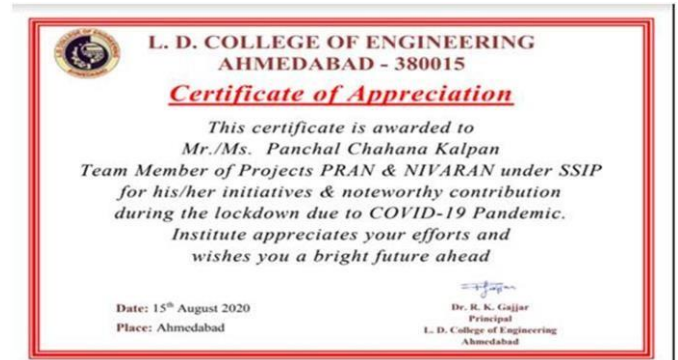 L. D. COLLEGE OF ENGINEERING
AHMEDABAD - 380015
Certificate of Appreciation
This certificate is awarded to
Mr./Ms. Panchal Chahana Kalpan
Team Member of Projects PRAN & NIVARAN under SSIP
for his/her initiatives & noteworthy contribution
during the lockdown due to COVID-19 Pandemic.
Institute appreciates your efforts and
wishes you a bright future ahead
Date: 15th August 2020
Place: Ahmedabad
Dr. R. K. Gajjar
Principal
L. D. College of Engineering
Ahmedabad